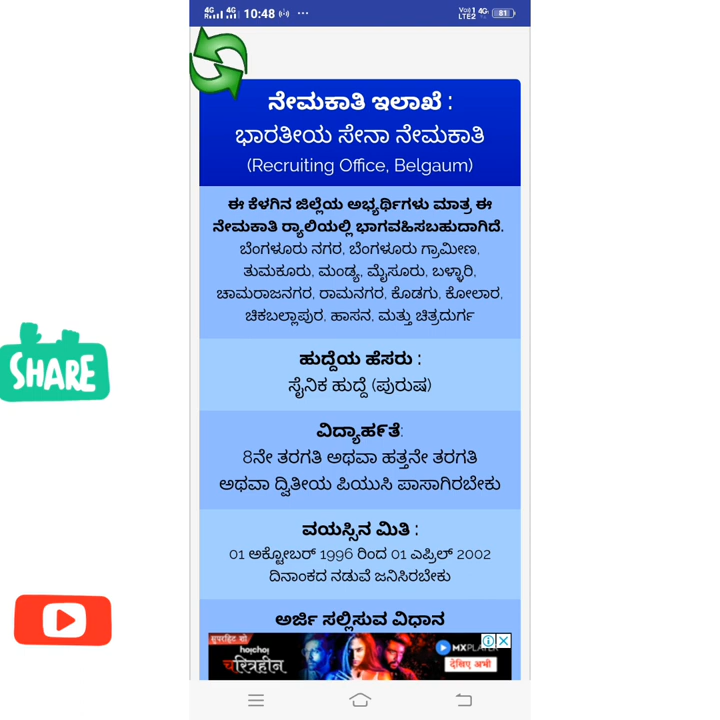 4G 4G 10:48 ... Vo) 1 4G LTE2 81
ನೇಮಕಾತಿ ಇಲಾಖೆ :
ಭಾರತೀಯ ಸೇನಾ ನೇಮಕಾತಿ
(Recruiting Office, Belgaum)
ಈ ಕೆಳಗಿನ ಜಿಲ್ಲೆಯ ಅಭ್ಯರ್ಥಿಗಳು ಮಾತ್ರ ಈ
ನೇಮಕಾತಿ ರ‍್ಯಾಲಿಯಲ್ಲಿ ಭಾಗವಹಿಸಬಹುದಾಗಿದೆ.
ಬೆಂಗಳೂರು ನಗರ, ಬೆಂಗಳೂರು ಗ್ರಾಮೀಣ,
ತುಮಕೂರು, ಮಂಡ್ಯ, ಮೈಸೂರು, ಬಳ್ಳಾರಿ,
ಚಾಮರಾಜನಗರ, ರಾಮನಗರ, ಕೊಡಗು, ಕೋಲಾರ,
ಚಿಕಬಲ್ಲಾಪುರ, ಹಾಸನ, ಮತ್ತು ಚಿತ್ರದುರ್ಗ
ಹುದ್ದೆಯ ಹೆಸರು :
ಸೈನಿಕ ಹುದ್ದೆ (ಪುರುಷ)
SHARE
ವಿದ್ಯಾರ್ಹತೆ:
8ನೇ ತರಗತಿ ಅಥವಾ ಹತ್ತನೇ ತರಗತಿ
ಅಥವಾ ದ್ವಿತೀಯ ಪಿಯುಸಿ ಪಾಸಾಗಿರಬೇಕು
ವಯಸ್ಸಿನ ಮಿತಿ :
01 ಅಕ್ಟೋಬರ್ 1996 ರಿಂದ 01 ಎಪ್ರಿಲ್ 2002
ದಿನಾಂಕದ ನಡುವೆ ಜನಿಸಿರಬೇಕು
ಅರ್ಜಿ ಸಲ್ಲಿಸುವ ವಿಧಾನ
सुपरहिट शो
hoichoi
चरित्रहीन
MXPLAYER
देखिए अभी